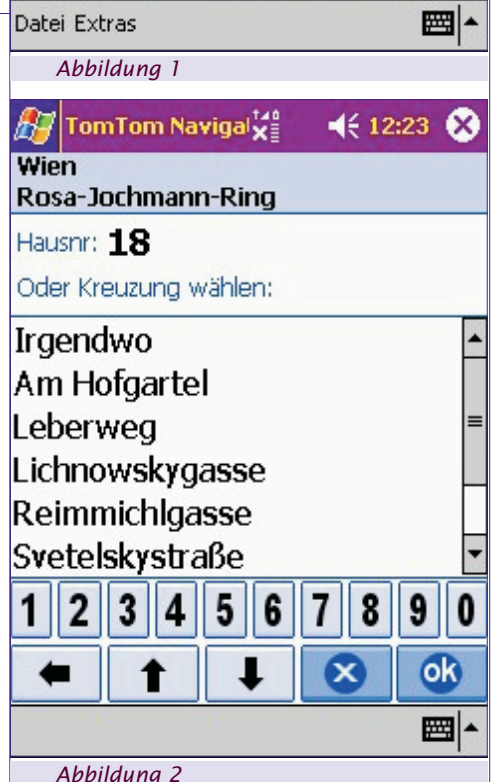 Datei Extras
Abbildung 1
TomTom Navigat 12:23
Wien
Rosa-Jochmann-Ring
Hausnr: 18
Oder Kreuzung wählen:
Irgendwo
Am Hofgartel
Leberweg
Lichnowskygasse
Reimmichlgasse
Svetelskystraße
1 2 3 4 5 6 7 8 9 0
ok
Abbildung 2